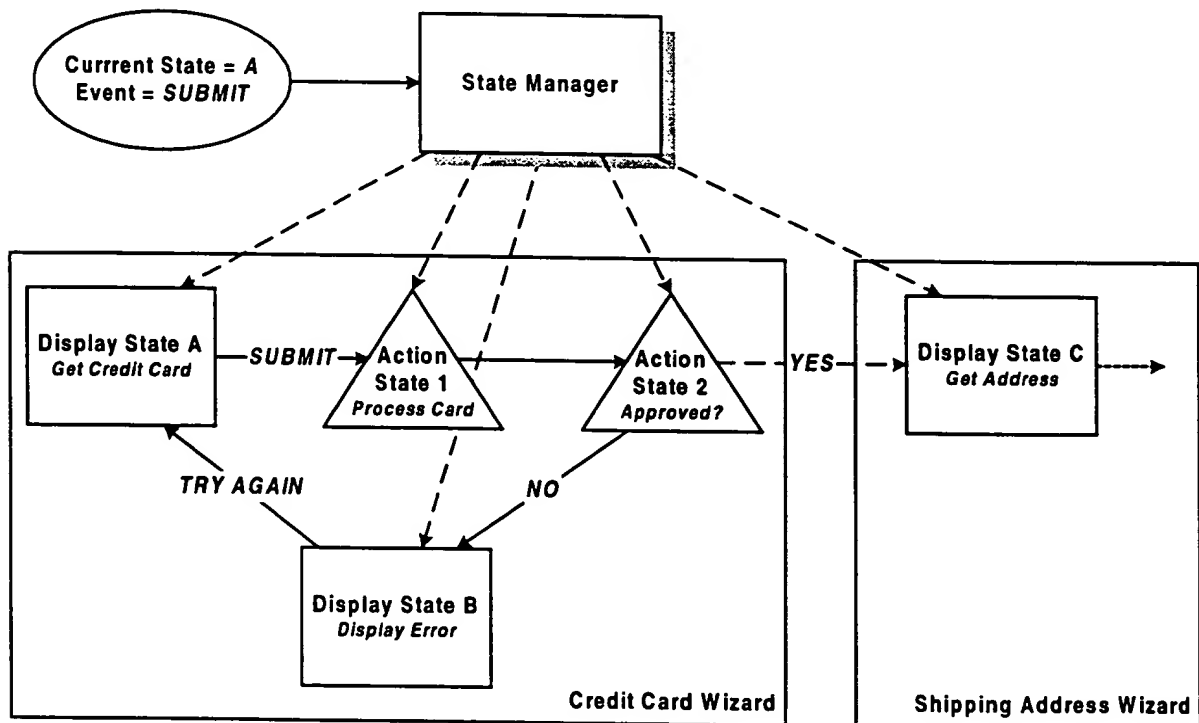 Currrent State = A
Event = SUBMIT
State Manager
Display State A
Get Credit Card
SUBMIT
Action
State 1
Process Card
Action
State 2
Approved?
YES
Display State C
Get Address
TRY AGAIN
NO
Display State B
Display Error
Credit Card Wizard
Shipping Address Wizard